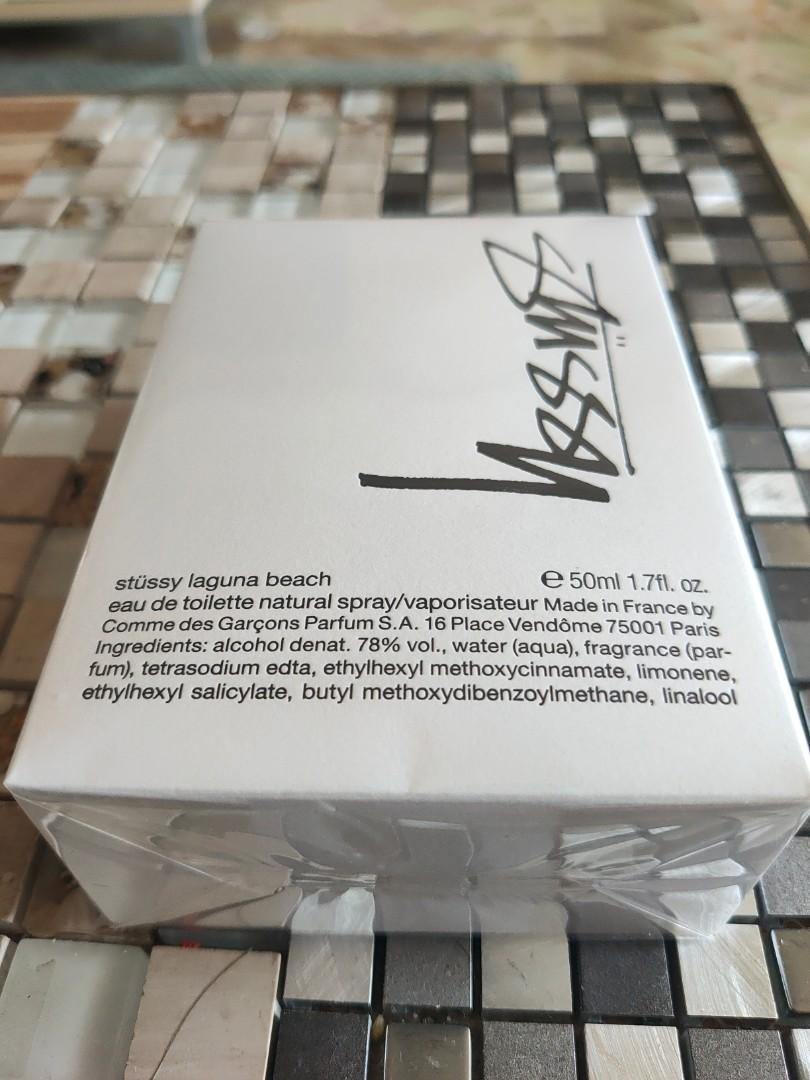 Stüssy
stüssy laguna beach
℮ 50ml 1.7fl. oz.
eau de toilette natural spray/vaporisateur Made in France by
Comme des Garçons Parfum S.A. 16 Place Vendôme 75001 Paris
Ingredients: alcohol denat. 78% vol., water (aqua), fragrance (par-
fum), tetrasodium edta, ethylhexyl methoxycinnamate, limonene,
ethylhexyl salicylate, butyl methoxydibenzoylmethane, linalool